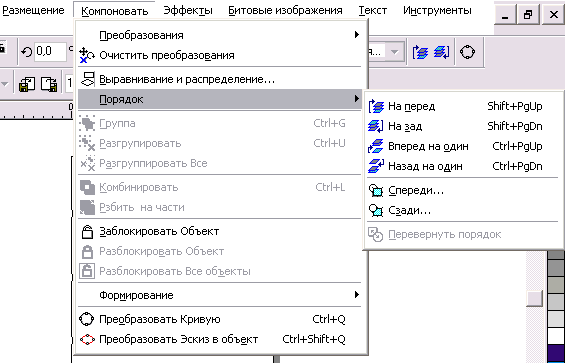 Размещение Компоновать Эффекты Битовые изображения Текст Инструменты
0,0
Преобразования
Очистить преобразования
Выравнивание и распределение...
Порядок
Группа Ctrl+G
Разгрупировать Ctrl+U
Разгруппировать Все
Комбинировать Ctrl+L
Рзбить на части
Заблокировать Объект
Разблокировать Объект
Разблокировать Все объекты
Формирование
Преобразовать Кривую Ctrl+Q
Преобразовать Эскиз в объект Ctrl+Shift+Q
На перед Shift+PgUp
На зад Shift+PgDn
Вперед на один Ctrl+PgUp
Назад на один Ctrl+PgDn
Спереди...
Сзади...
Перевернуть порядок